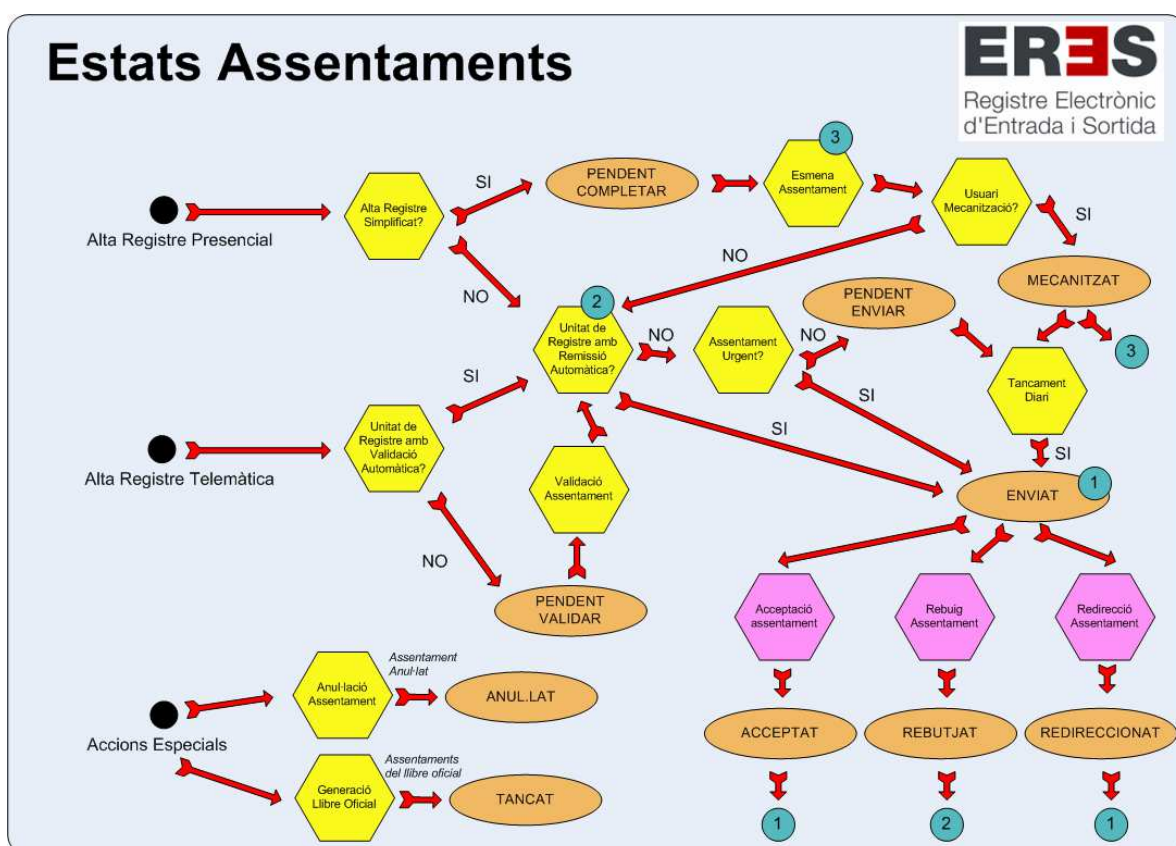 Estats Assentaments
ERES
Registre Electrònic
d'Entrada i Sortida
3
PENDENT
COMPLETAR
Esmena
Assentament
Usuari
Mecanització?
SI
SI
Alta Registre
Simplificat?
Alta Registre Presencial
NO
NO
MECANITZAT
PENDENT
ENVIAR
2
Unitat de
Registre amb
Remissió
Automàtica?
NO
Assentament
Urgent?
NO
3
SI
Tancament
Diari
SI
SI
SI
Unitat de
Registre amb
Validació
Automàtica?
Alta Registre Telemàtica
Validació
Assentament
ENVIAT
1
NO
PENDENT
VALIDAR
Acceptació
assentament
Rebuig
Assentament
Redirecció
Assentament
Assentament
Anul·lat
Anul·lació
Assentament
ANUL.LAT
Accions Especials
ACCEPTAT
REBUTJAT
REDIRECCIONAT
Assentaments
del llibre oficial
Generació
Llibre Oficial
TANCAT
1
2
1